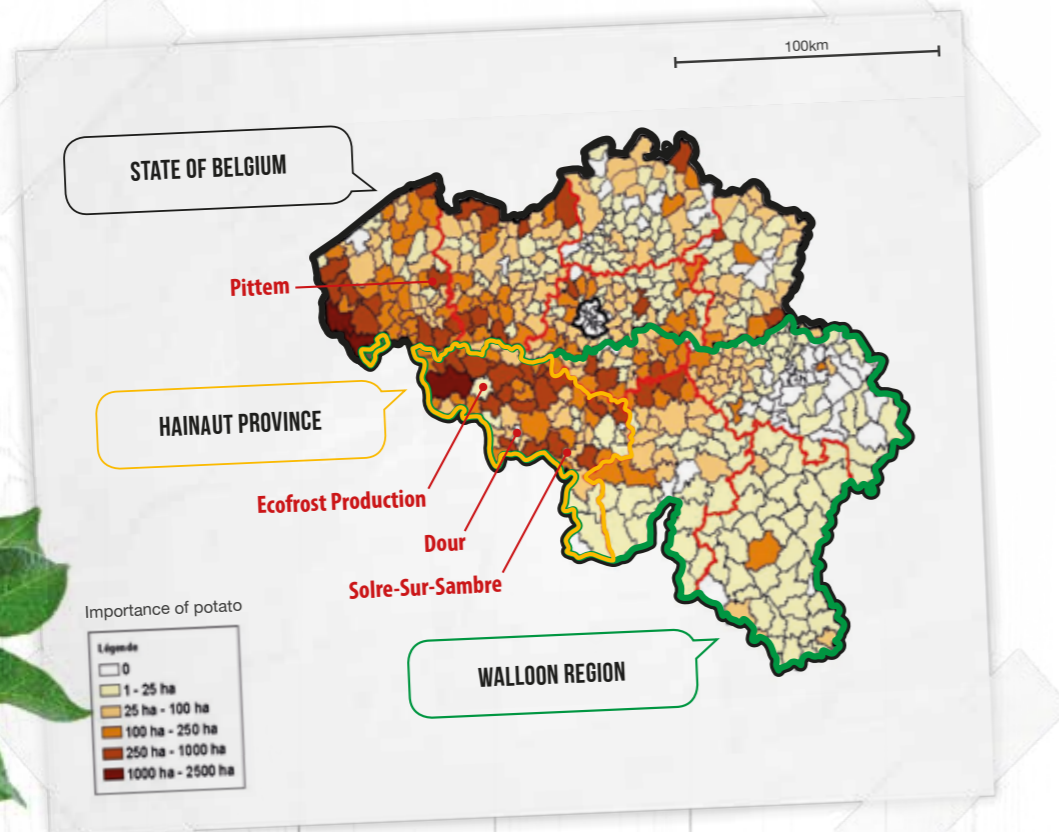 100km
STATE OF BELGIUM
Pittem
HAINAUT PROVINCE
Ecofrost Production
Dour
Solre-Sur-Sambre
WALLOON REGION
Importance of potato
Légende
0
1 - 25 ha
25 ha - 100 ha
100 ha - 250 ha
250 ha - 1000 ha
1000 ha - 2500 ha